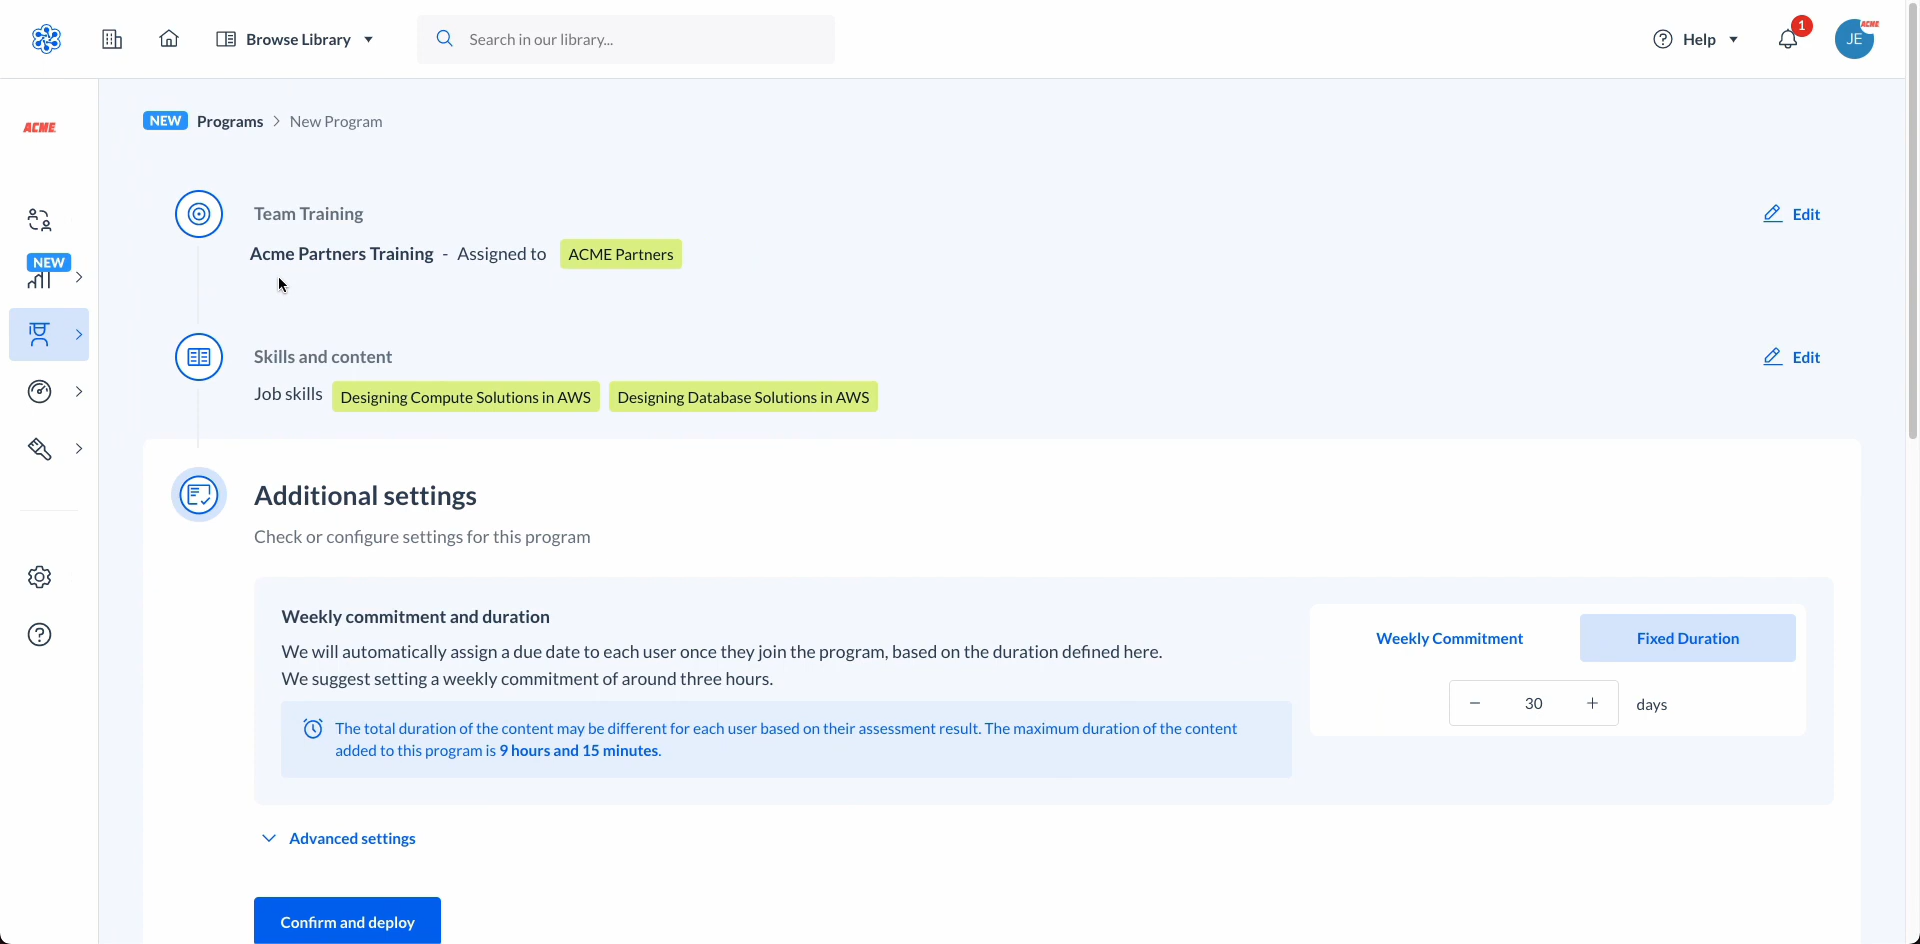 Browse Library
Search in our library...
Help
1
JE
ACME
ACME
NEW
NEW Programs > New Program
Team Training
Edit
Acme Partners Training - Assigned to ACME Partners
Skills and content
Edit
Job skills Designing Compute Solutions in AWS Designing Database Solutions in AWS
Additional settings
Check or configure settings for this program
Weekly commitment and duration
We will automatically assign a due date to each user once they join the program, based on the duration defined here.
We suggest setting a weekly commitment of around three hours.
The total duration of the content may be different for each user based on their assessment result. The maximum duration of the content
added to this program is 9 hours and 15 minutes.
Weekly Commitment
Fixed Duration
− 30 + days
Advanced settings
Confirm and deploy